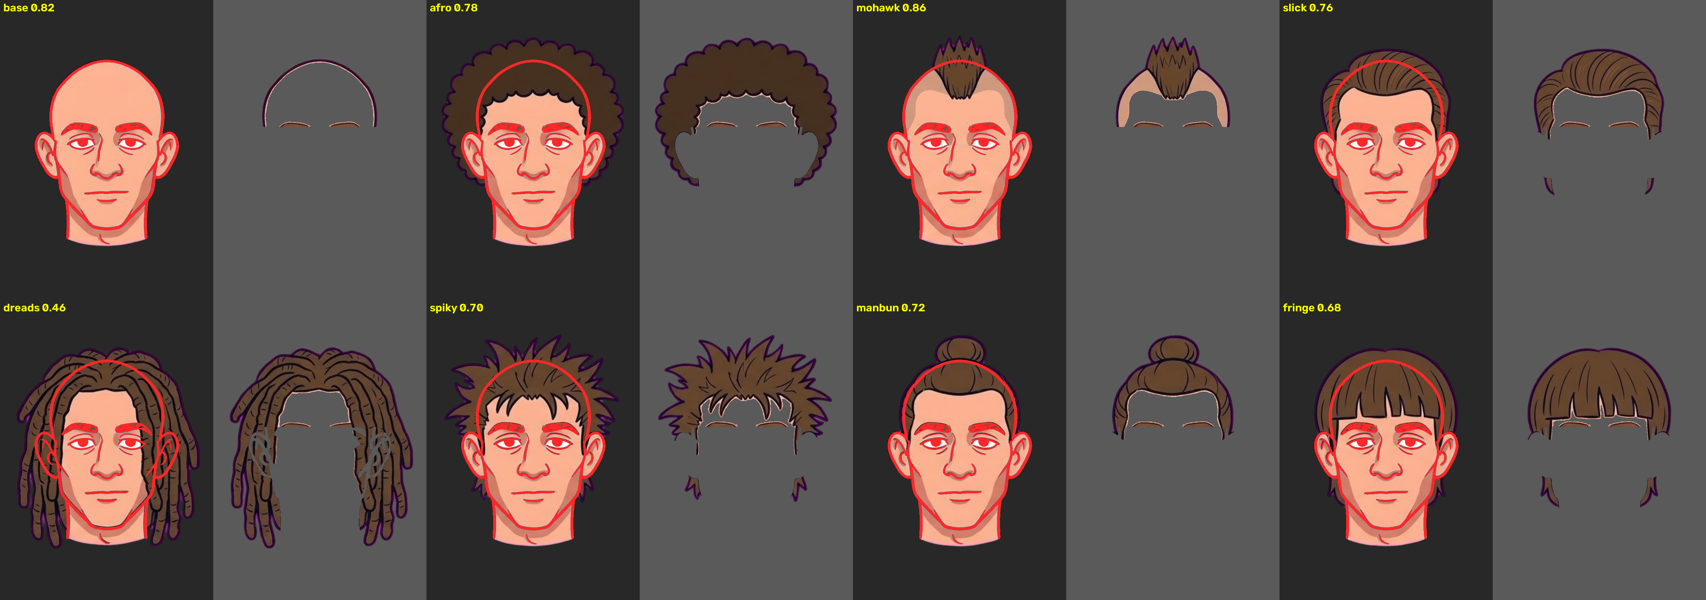 base 0.82
afro 0.78
mohawk 0.86
slick 0.76
dreads 0.46
spiky 0.70
manbun 0.72
fringe 0.68